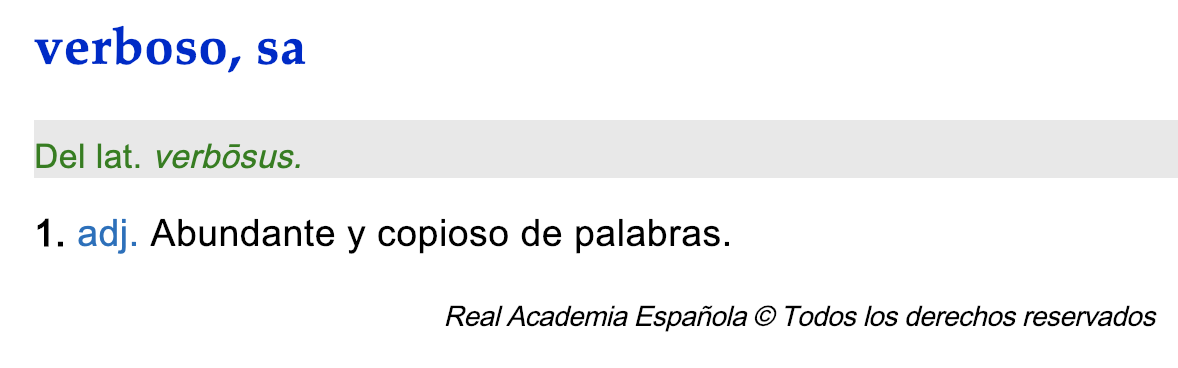 verboso, sa
Del lat. verbōsus.
1. adj. Abundante y copioso de palabras.
Real Academia Española © Todos los derechos reservados